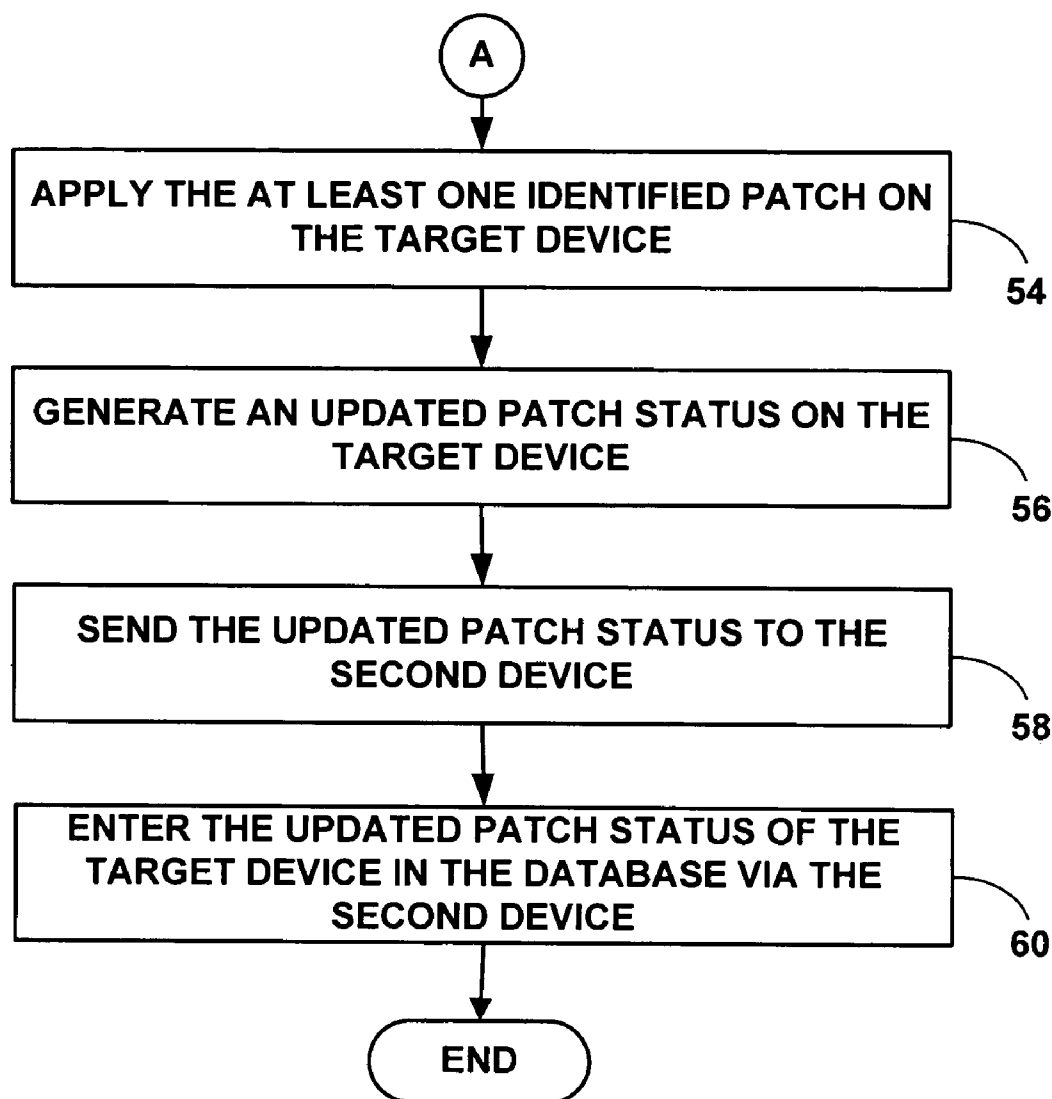 A
APPLY THE AT LEAST ONE IDENTIFIED PATCH ON
THE TARGET DEVICE
54
GENERATE AN UPDATED PATCH STATUS ON THE
TARGET DEVICE
56
SEND THE UPDATED PATCH STATUS TO THE
SECOND DEVICE
58
ENTER THE UPDATED PATCH STATUS OF THE
TARGET DEVICE IN THE DATABASE VIA THE
SECOND DEVICE
60
END